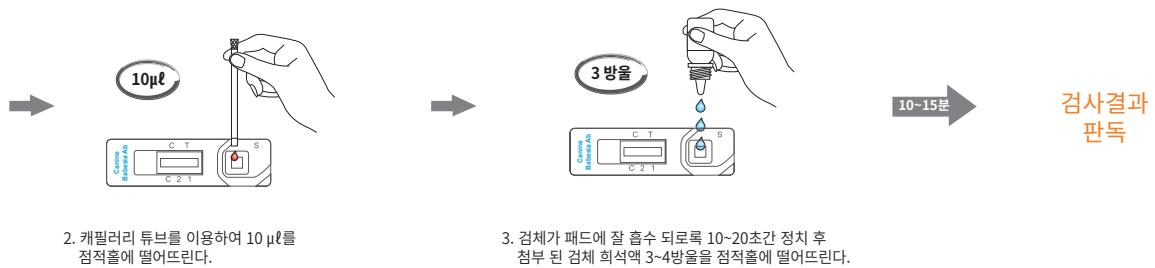 10µℓ
C T
S
Canine
Babesia Ab
C 2 1
2. 캐필러리 튜브를 이용하여 10 µℓ를
점적홀에 떨어뜨린다.
3 방울
C T
S
Canine
Babesia Ab
C 2 1
3. 검체가 패드에 잘 흡수 되로록 10~20초간 정치 후
첨부 된 검체 희석액 3~4방울을 점적홀에 떨어뜨린다.
10~15분
검사결과
판독